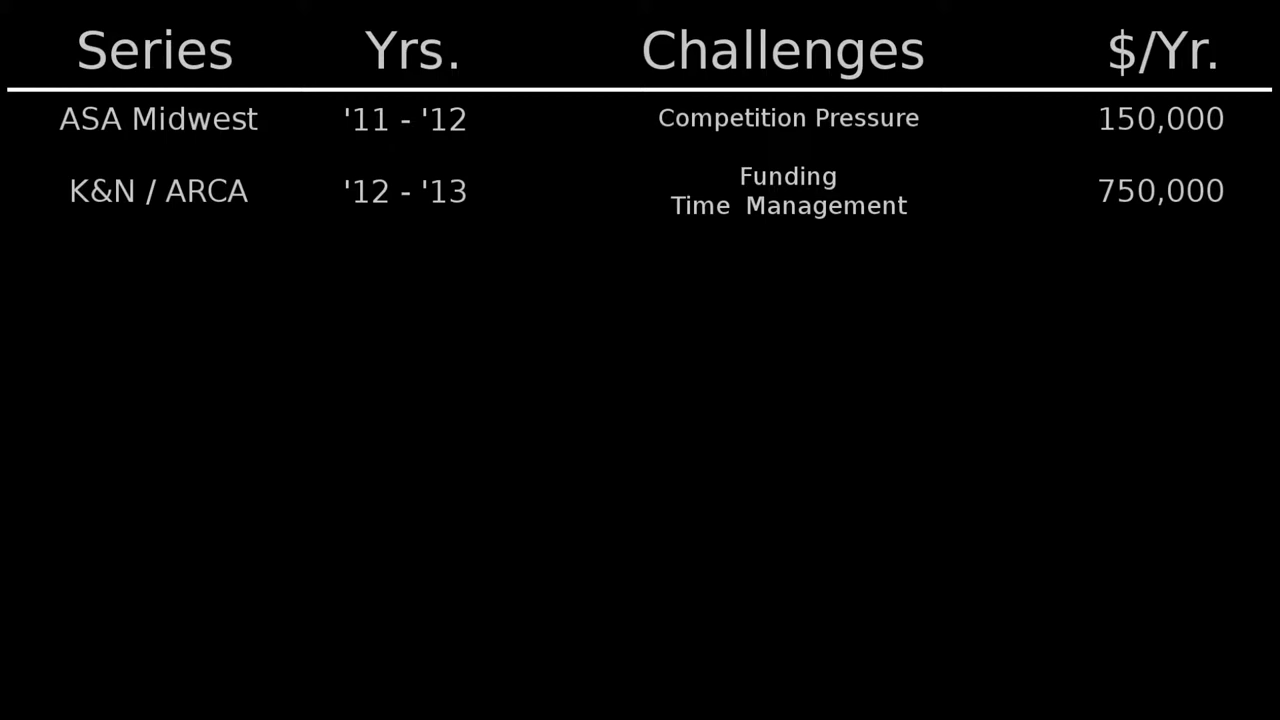 Series Yrs. Challenges $/Yr.
ASA Midwest '11 - '12 Competition Pressure 150,000
K&N / ARCA '12 - '13 Funding Time Management 750,000